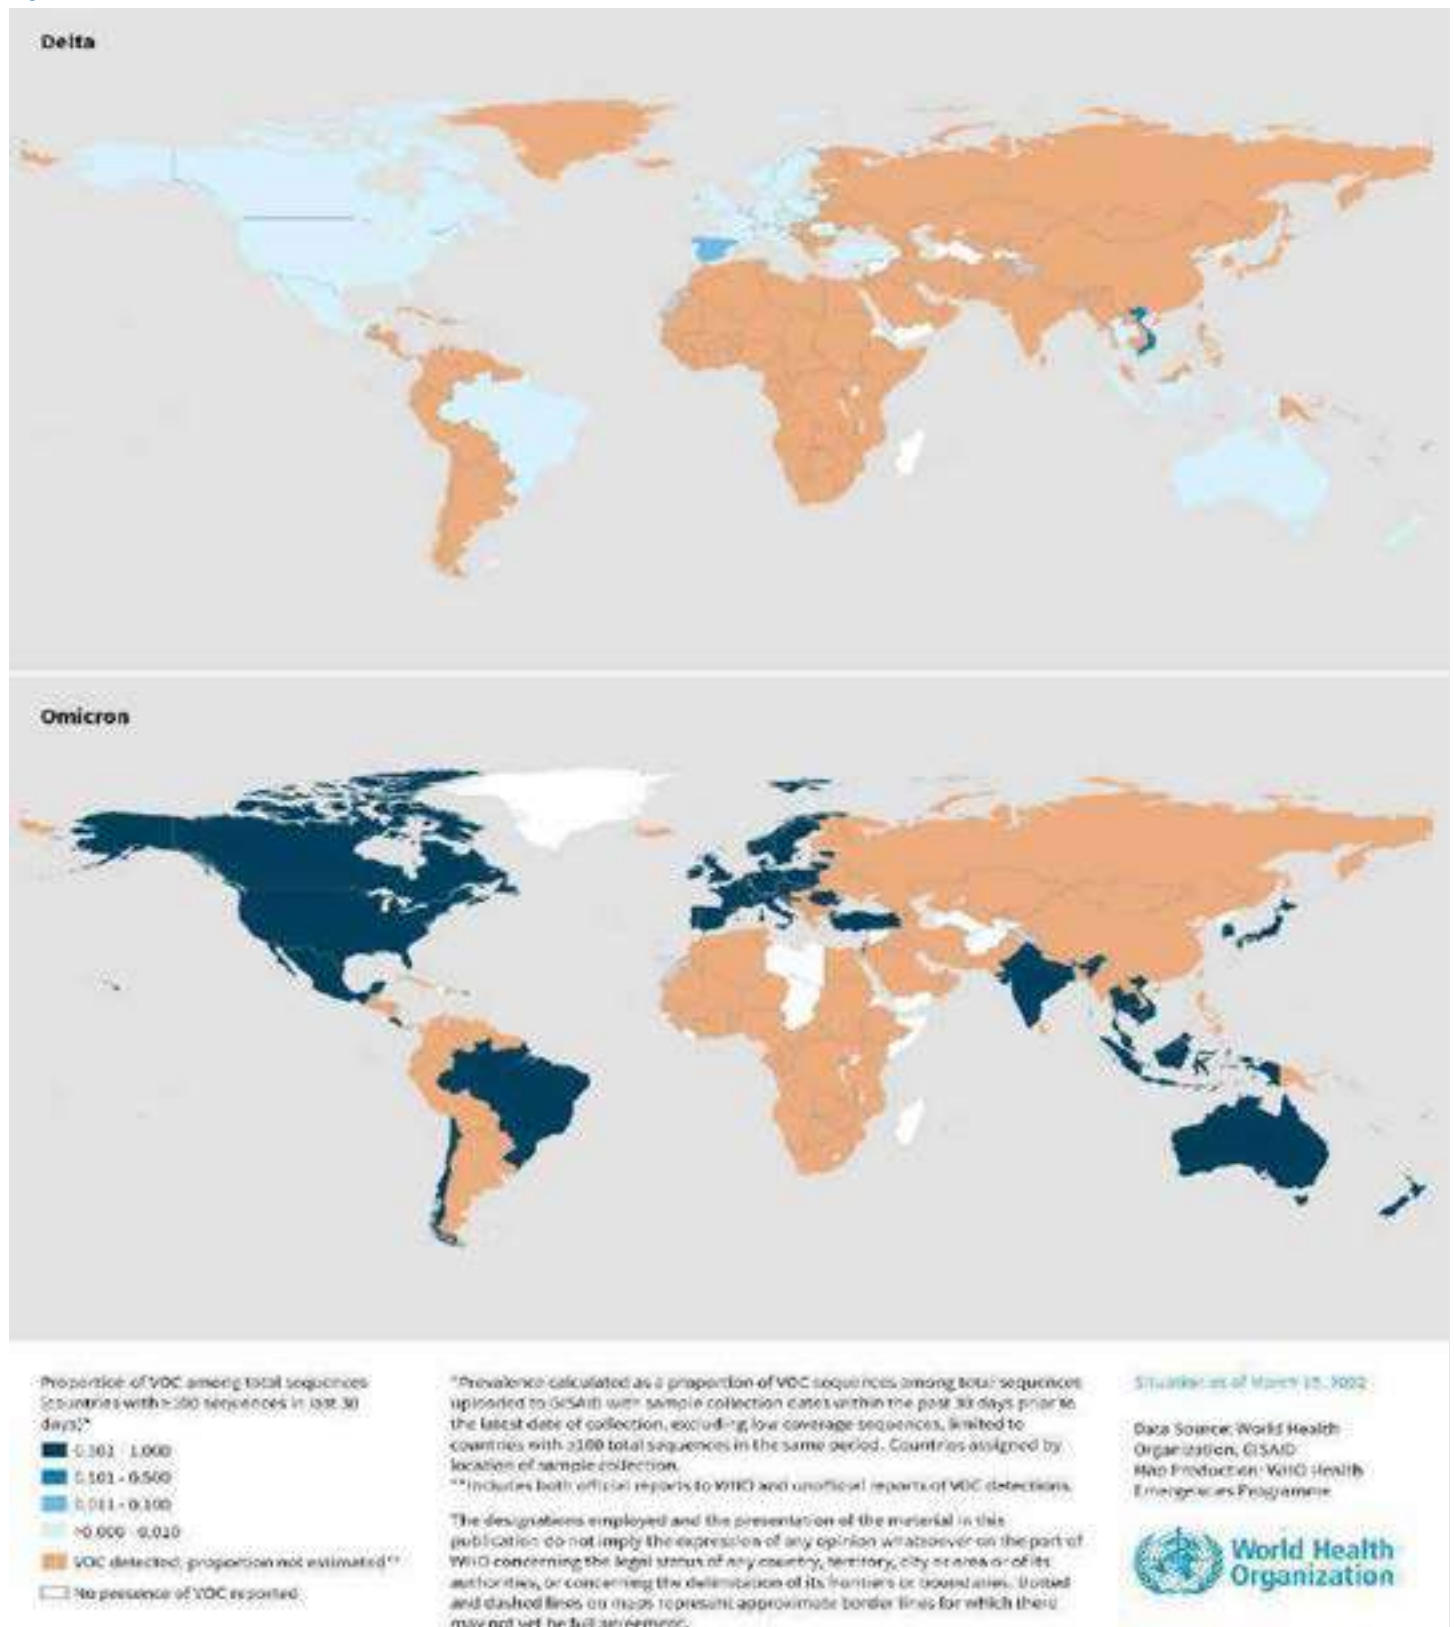 Delta
Omicron
Proportion of VOC among total sequences
(countries with ≥100 sequences in last 30
days)*
- 1.000
- 0.500
0.011 - 0.100
>0.000 - 0.010
VOC detected, proportion not estimated**
No presence of VOC reported
*Prevalence calculated as a proportion of VOC sequences among total sequences
uploaded to GISAID with sample collection dates within the past 30 days prior to
the latest date of collection, excluding low coverage sequences, limited to
countries with ≥100 total sequences in the same period. Countries assigned by
location of sample collection.
**Includes both official reports to WHO and unofficial reports of VOC detections.
The designations employed and the presentation of the material in this
publication do not imply the expression of any opinion whatsoever on the part of
WHO concerning the legal status of any country, territory, city or area or of its
authorities, or concerning the delimitation of its frontiers or boundaries. Dotted
and dashed lines on maps represent approximate border lines for which there
may not yet be full agreement.
Situation as of March 2022
Data Source: World Health
Organization, GISAID
Map Production: WHO Health
Emergencies Programme
World Health
Organization